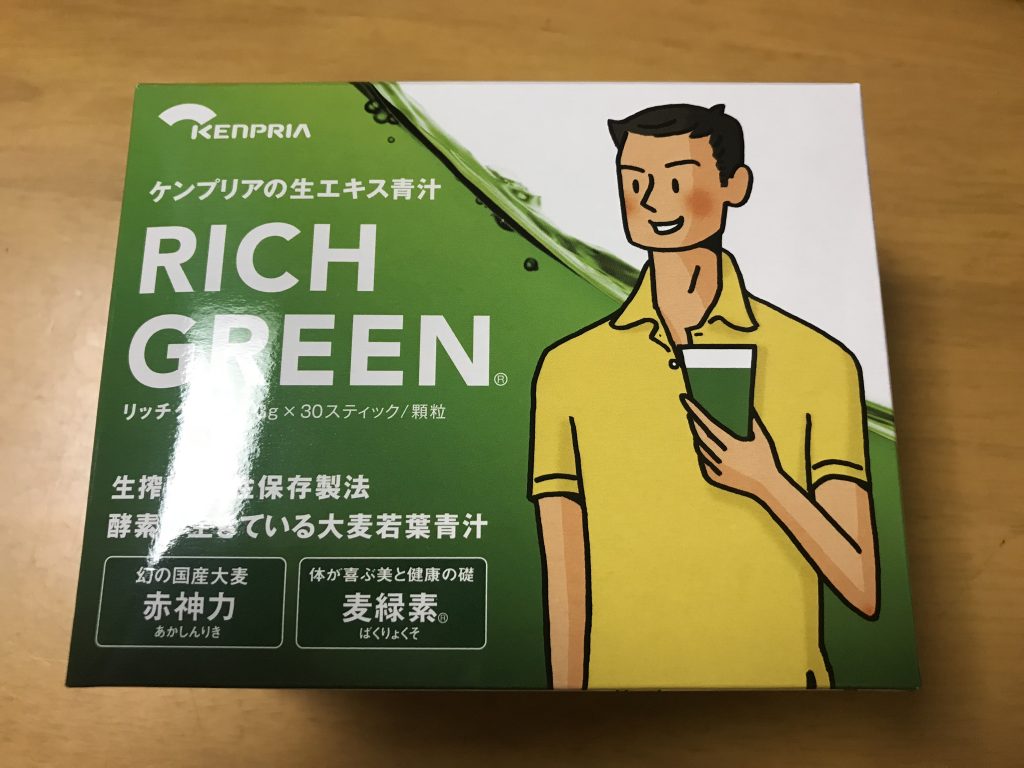 KENPRIA
ケンプリアの生エキス青汁
RICH
GREEN®
リッチ g × 30スティック/顆粒
生搾 保存製法
酵素 生きている大麦若葉青汁
幻の国産大麦
赤神力
あかしんりき
体が喜ぶ美と健康の礎
麦緑素®
ばくりょくそ